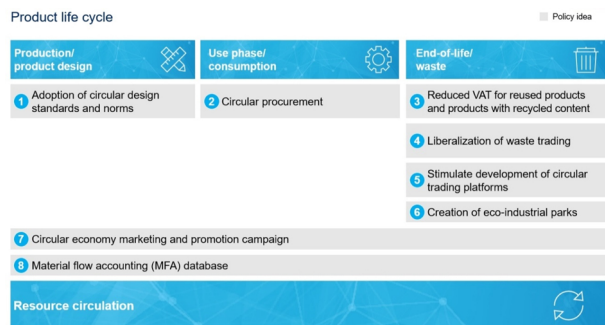 Product life cycle
Policy idea
Production/
product design
Use phase/
consumption
End-of-life/
waste
1 Adoption of circular design
standards and norms
2 Circular procurement
3 Reduced VAT for reused products
and products with recycled content
4 Liberalization of waste trading
5 Stimulate development of circular
trading platforms
6 Creation of eco-industrial parks
7 Circular economy marketing and promotion campaign
8 Material flow accounting (MFA) database
Resource circulation